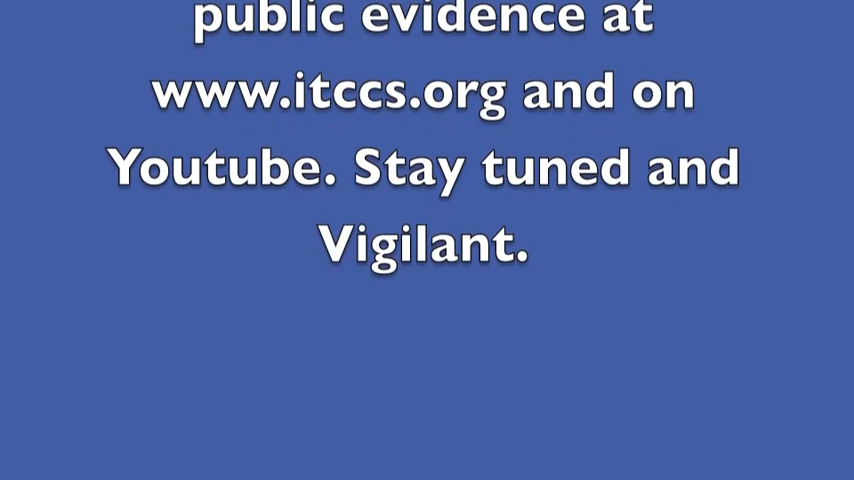 public evidence at
www.itccs.org and on
Youtube. Stay tuned and
Vigilant.